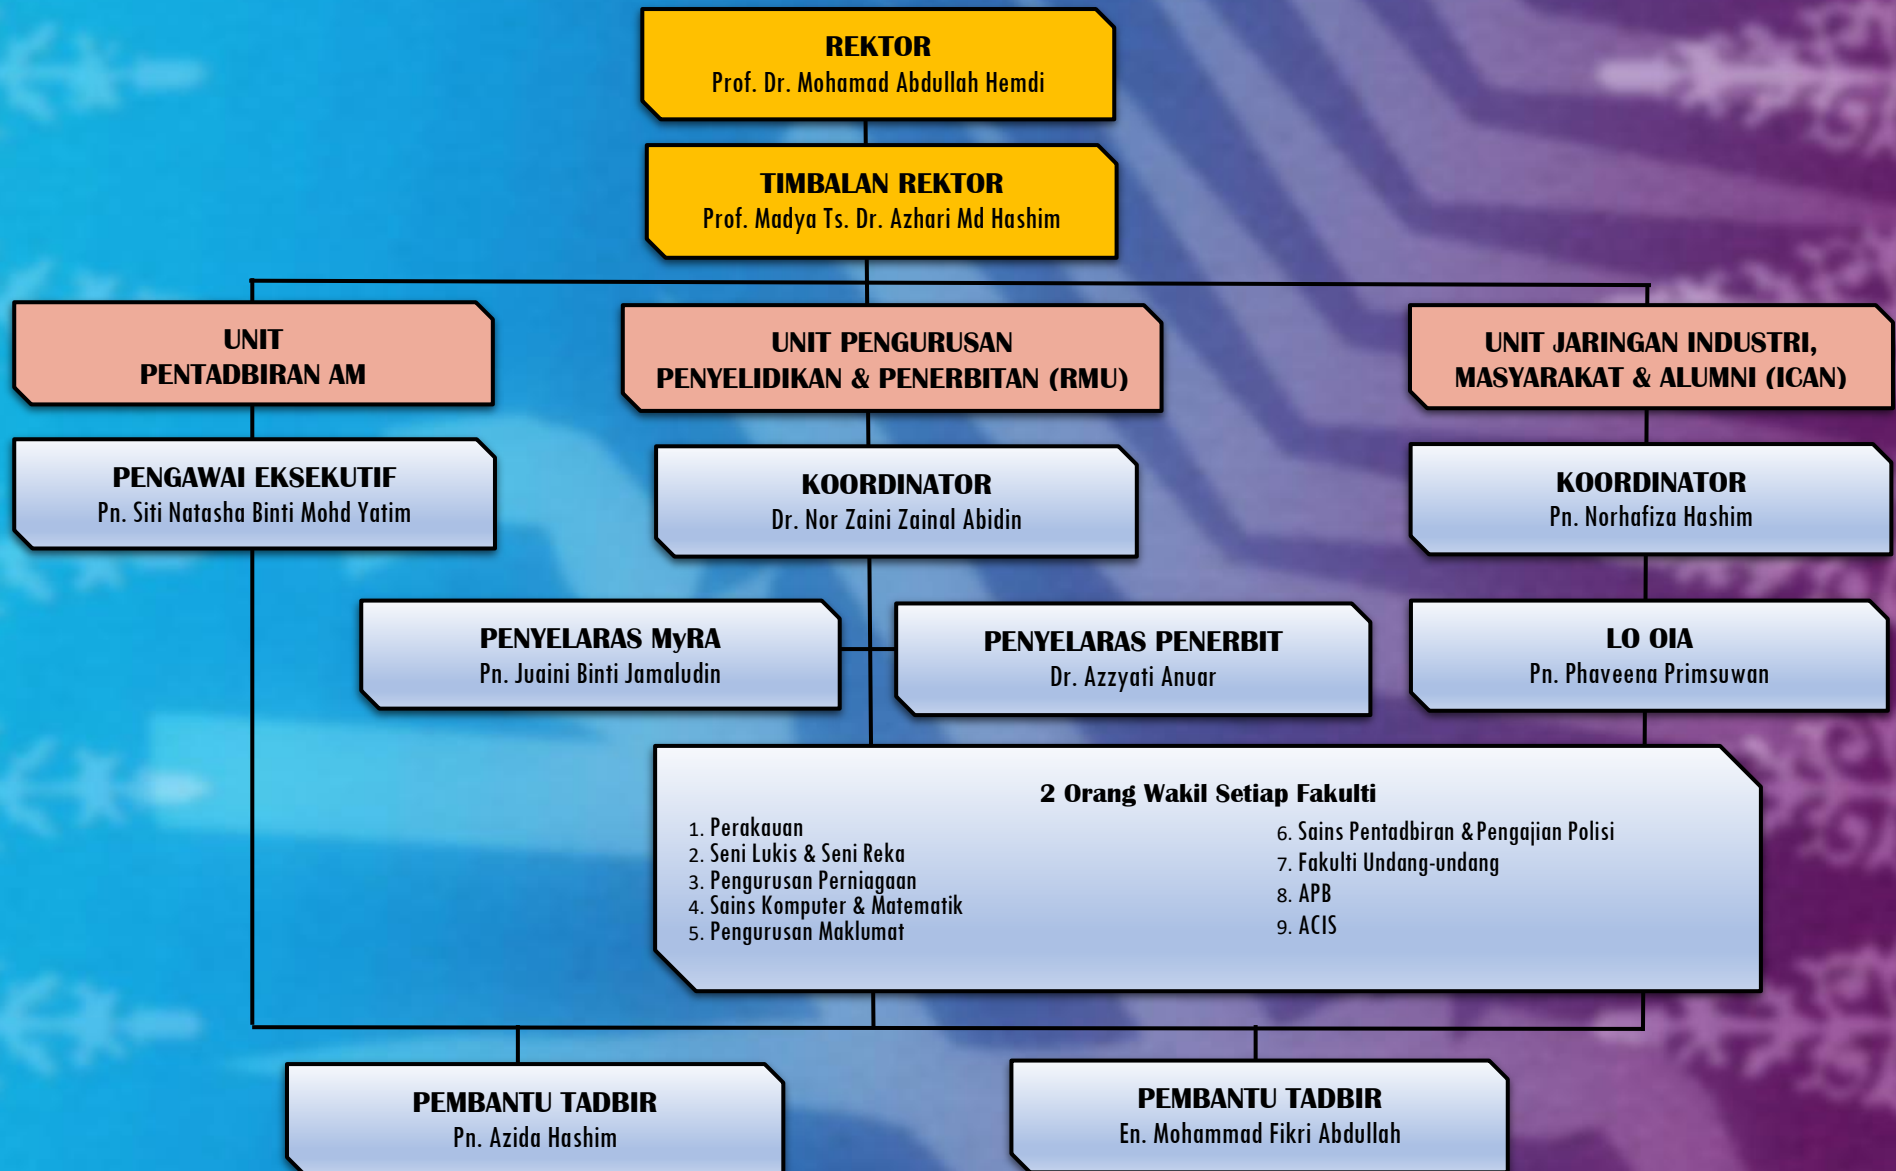 REKTOR
Prof. Dr. Mohamad Abdullah Hemdi
TIMBALAN REKTOR
Prof. Madya Ts. Dr. Azhari Md Hashim
UNIT
PENTADBIRAN AM
UNIT PENGURUSAN
PENYELIDIKAN & PENERBITAN (RMU)
UNIT JARINGAN INDUSTRI,
MASYARAKAT & ALUMNI (ICAN)
PENGAWAI EKSEKUTIF
Pn. Siti Natasha Binti Mohd Yatim
KOORDINATOR
Dr. Nor Zaini Zainal Abidin
KOORDINATOR
Pn. Norhafiza Hashim
PENYELARAS MyRA
Pn. Juaini Binti Jamaludin
PENYELARAS PENERBIT
Dr. Azzyati Anuar
LO OIA
Pn. Phaveena Primsuwan
2 Orang Wakil Setiap Fakulti
1. Perakauan
2. Seni Lukis & Seni Reka
3. Pengurusan Perniagaan
4. Sains Komputer & Matematik
5. Pengurusan Maklumat
6. Sains Pentadbiran & Pengajian Polisi
7. Fakulti Undang-undang
8. APB
9. ACIS
PEMBANTU TADBIR
Pn. Azida Hashim
PEMBANTU TADBIR
En. Mohammad Fikri Abdullah